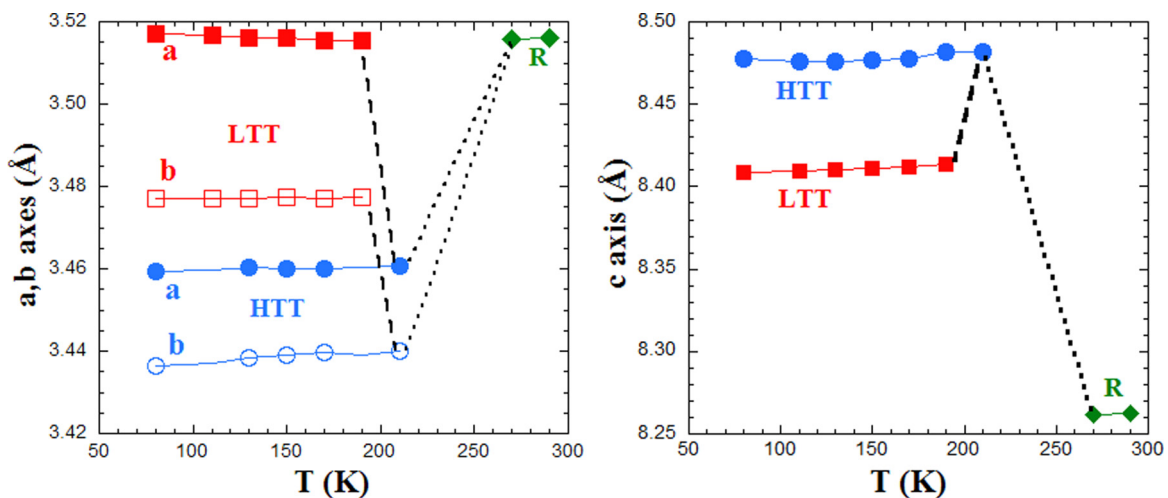 3.52
3.50
3.48
3.46
3.44
3.42
a,b axes (Å)
a
LTT
b
a
HTT
b
R
50 100 150 200 250 300
T (K)
8.50
8.45
8.40
8.35
8.30
8.25
c axis (Å)
HTT
LTT
R
50 100 150 200 250 300
T (K)